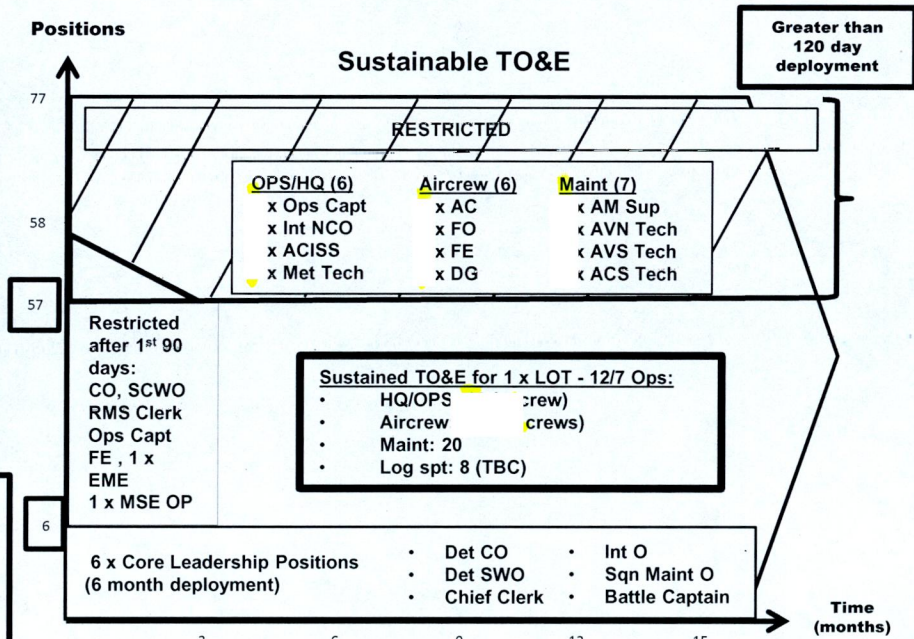 Positions
Sustainable TO&E
Greater than
120 day
deployment
77
RESTRICTED
OPS/HQ (6)
x Ops Capt
x Int NCO
x ACISS
x Met Tech
Aircrew (6)
x AC
x FO
x FE
x DG
Maint (7)
x AM Sup
x AVN Tech
x AVS Tech
x ACS Tech
58
57
Restricted
after 1st 90
days:
CO, SCWO
RMS Clerk
Ops Capt
FE , 1 x
EME
1 x MSE OP
Sustained TO&E for 1 x LOT - 12/7 Ops:
• HQ/OPS crew)
• Aircrew crews)
• Maint: 20
• Log spt: 8 (TBC)
6
6 x Core Leadership Positions
(6 month deployment)
• Det CO
• Det SWO
• Chief Clerk
• Int O
• Sqn Maint O
• Battle Captain
Time
(months)